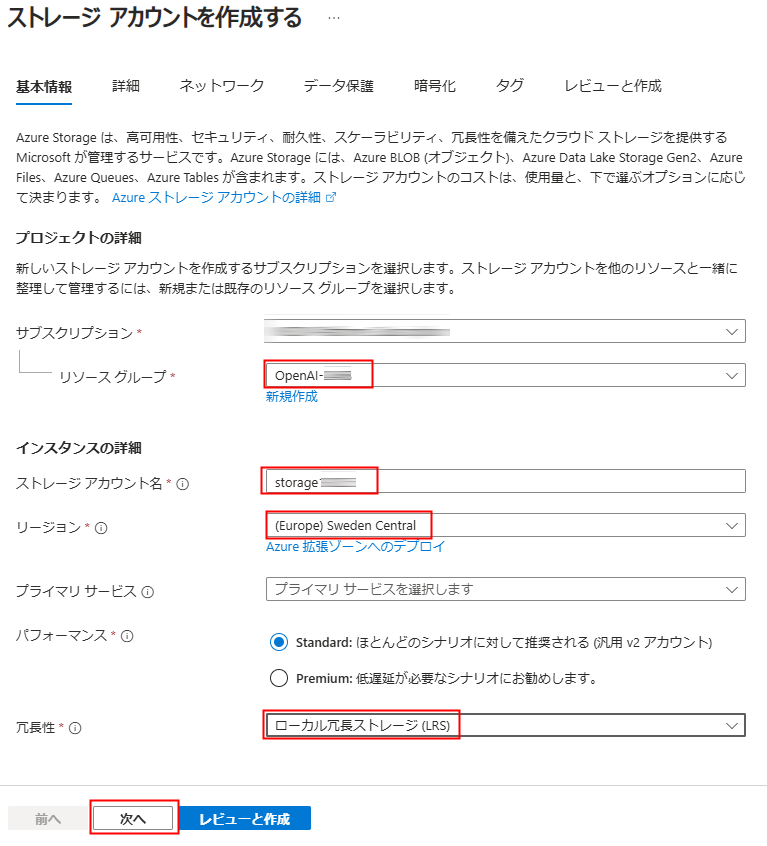 ストレージ アカウントを作成する ...
基本情報 詳細 ネットワーク データ保護 暗号化 タグ レビューと作成
Azure Storage は、高可用性、セキュリティ、耐久性、スケーラビリティ、冗長性を備えたクラウド ストレージを提供する
Microsoft が管理するサービスです。Azure Storage には、Azure BLOB (オブジェクト)、Azure Data Lake Storage Gen2、Azure
Files、Azure Queues、Azure Tables が含まれます。ストレージ アカウントのコストは、使用量と、下で選ぶオプションに応じ
て決まります。 Azure ストレージ アカウントの詳細
プロジェクトの詳細
新しいストレージ アカウントを作成するサブスクリプションを選択します。ストレージ アカウントを他のリソースと一緒に
整理して管理するには、新規または既存のリソース グループを選択します。
サブスクリプション *
リソース グループ * OpenAI-
新規作成
インスタンスの詳細
ストレージ アカウント名 * storage
リージョン * (Europe) Sweden Central
Azure 拡張ゾーンへのデプロイ
プライマリ サービス プライマリ サービスを選択します
パフォーマンス * Standard: ほとんどのシナリオに対して推奨される (汎用 v2 アカウント)
Premium: 低遅延が必要なシナリオにお勧めします。
冗長性 * ローカル冗長ストレージ (LRS)
前へ 次へ レビューと作成